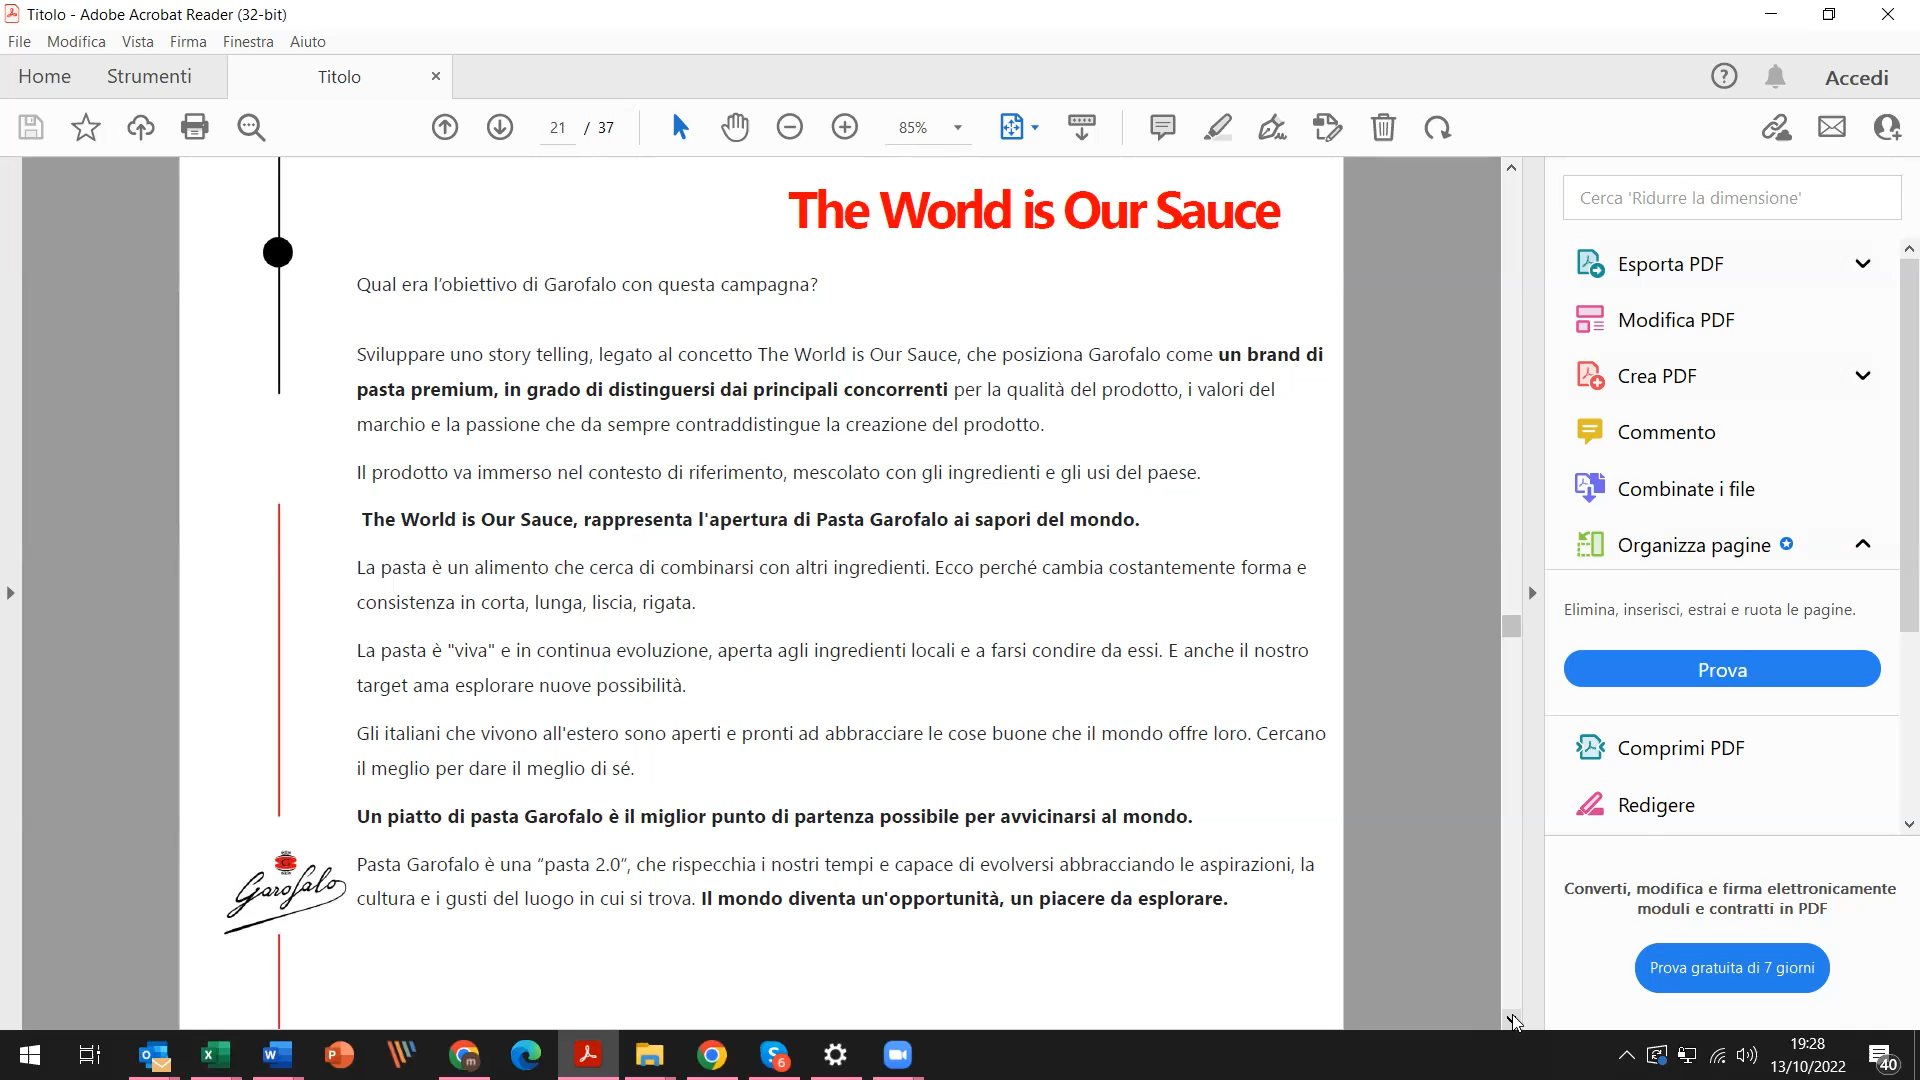 Titolo - Adobe Acrobat Reader (32-bit)
File Modifica Vista Firma Finestra Aiuto
Home Strumenti Titolo Accedi
21 / 37 85%
The World is Our Sauce
Qual era l'obiettivo di Garofalo con questa campagna?
Sviluppare uno story telling, legato al concetto The World is Our Sauce, che posiziona Garofalo come un brand di
pasta premium, in grado di distinguersi dai principali concorrenti per la qualità del prodotto, i valori del
marchio e la passione che da sempre contraddistingue la creazione del prodotto.
Il prodotto va immerso nel contesto di riferimento, mescolato con gli ingredienti e gli usi del paese.
The World is Our Sauce, rappresenta l'apertura di Pasta Garofalo ai sapori del mondo.
La pasta è un alimento che cerca di combinarsi con altri ingredienti. Ecco perché cambia costantemente forma e
consistenza in corta, lunga, liscia, rigata.
La pasta è "viva" e in continua evoluzione, aperta agli ingredienti locali e a farsi condire da essi. E anche il nostro
target ama esplorare nuove possibilità.
Gli italiani che vivono all'estero sono aperti e pronti ad abbracciare le cose buone che il mondo offre loro. Cercano
il meglio per dare il meglio di sé.
Un piatto di pasta Garofalo è il miglior punto di partenza possibile per avvicinarsi al mondo.
Pasta Garofalo è una “pasta 2.0”, che rispecchia i nostri tempi e capace di evolversi abbracciando le aspirazioni, la
cultura e i gusti del luogo in cui si trova. Il mondo diventa un'opportunità, un piacere da esplorare.
Garofalo
Cerca 'Ridurre la dimensione'
Esporta PDF
Modifica PDF
Crea PDF
Commento
Combinate i file
Organizza pagine
Elimina, inserisci, estrai e ruota le pagine.
Prova
Comprimi PDF
Redigere
Converti, modifica e firma elettronicamente
moduli e contratti in PDF
Prova gratuita di 7 giorni
19:28
13/10/2022
40
6